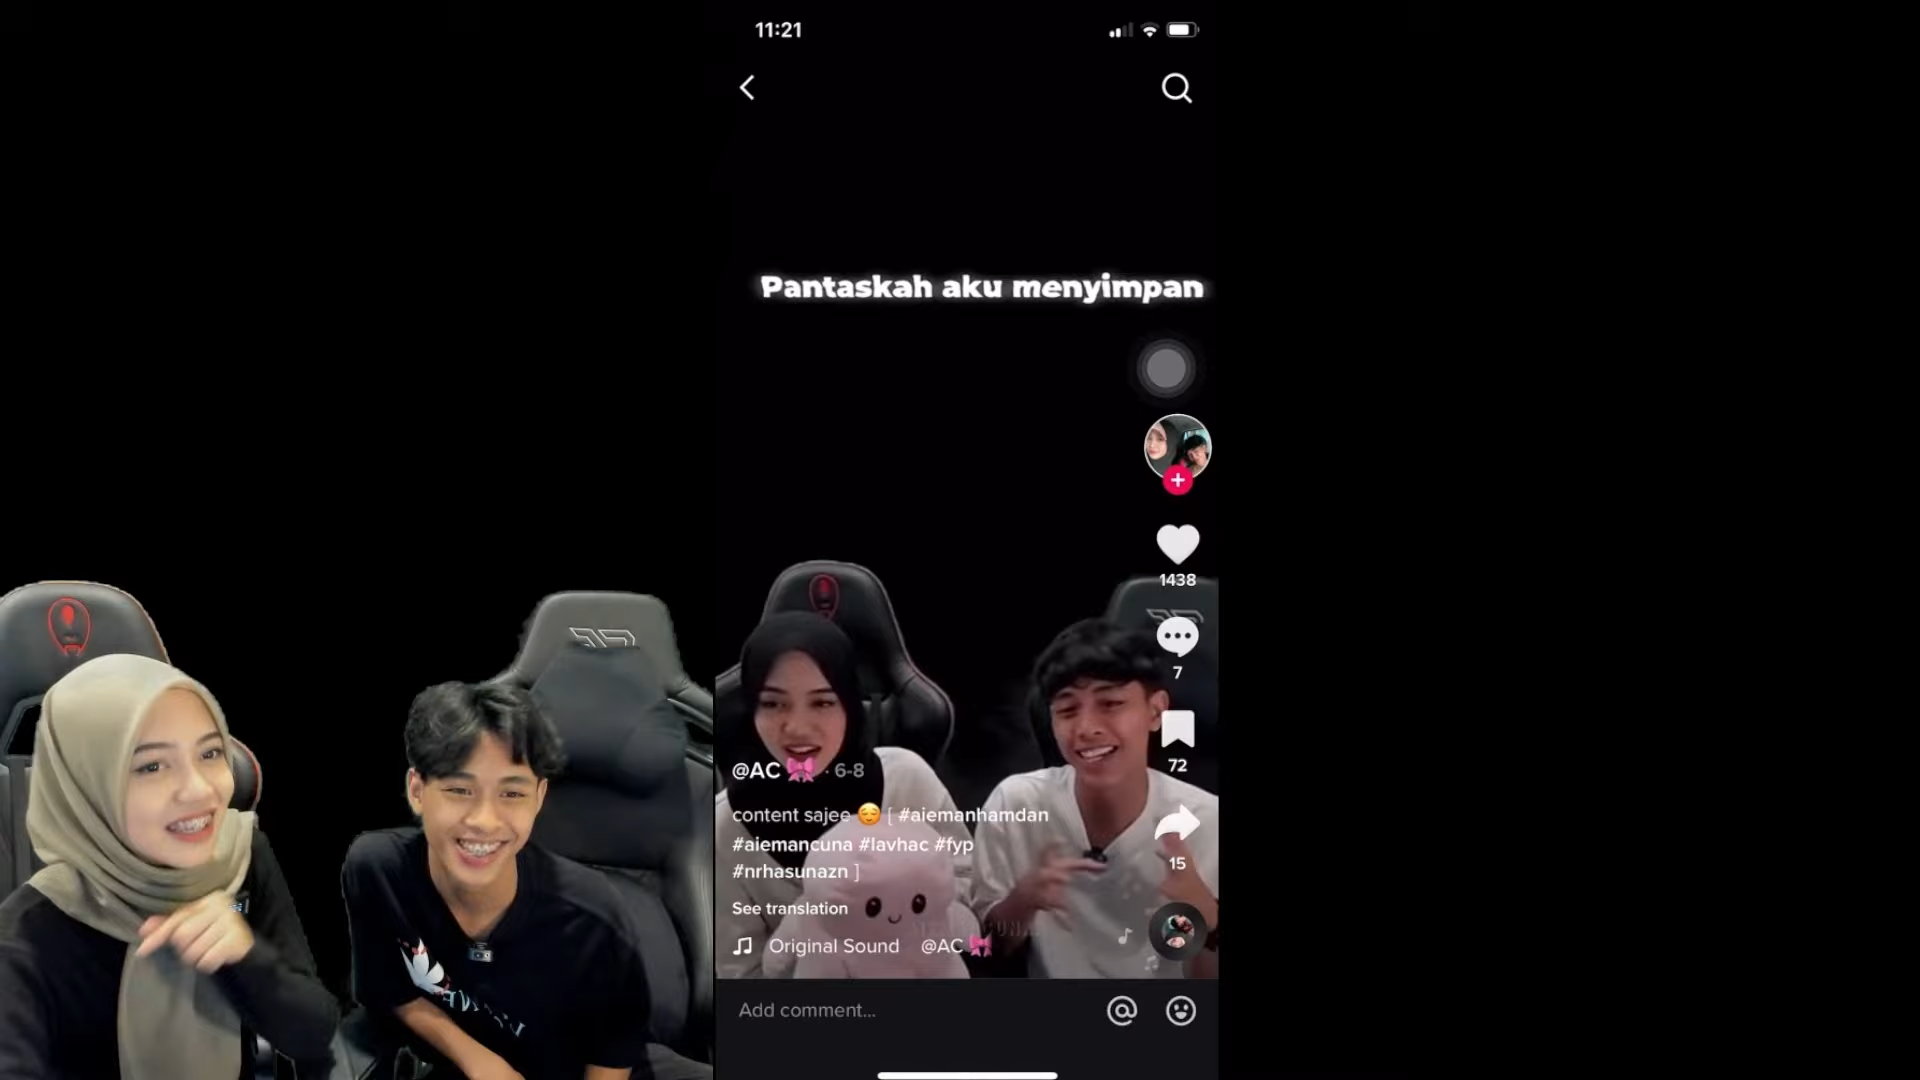 11:21
Pantaskah aku menyimpan
1438
7
72
15
@AC🎀 · 6-8
content sajee 😌 [ #aiemanhamdan
#aiemancuna #lavhac #fyp
#nrhasunazn ]
See translation
Original Sound @AC🎀
Add comment...